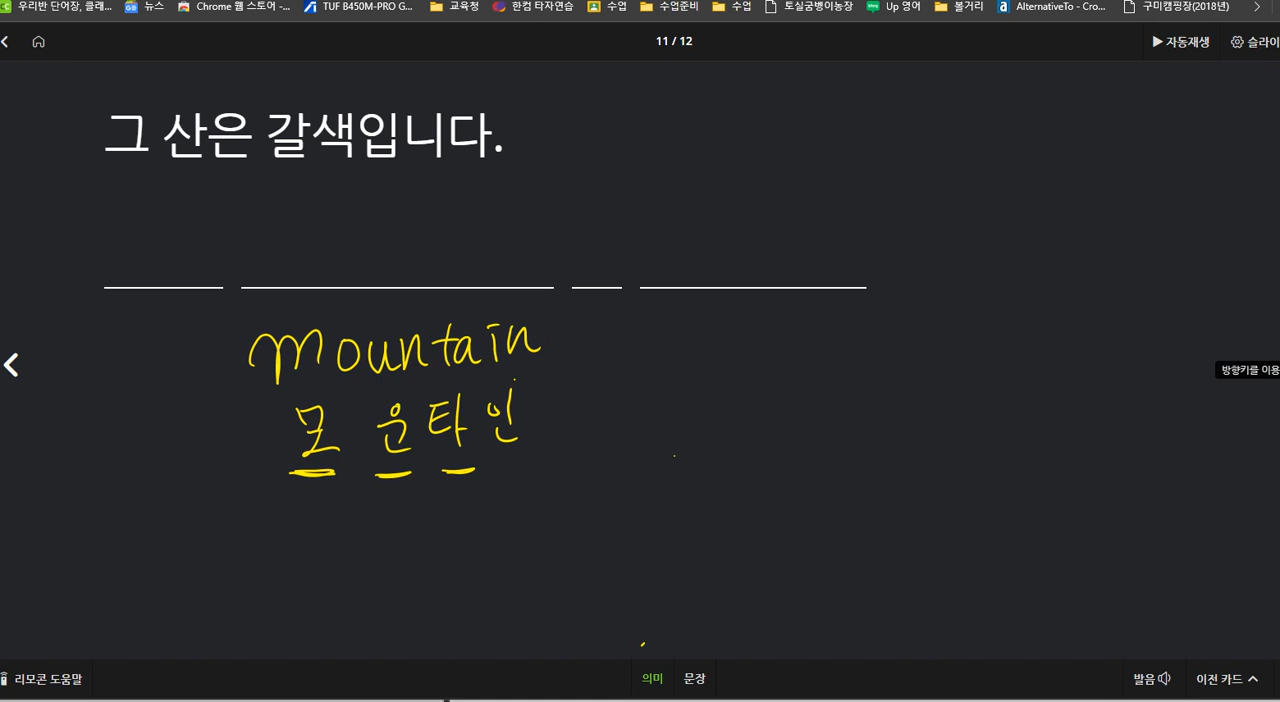 우리반 단어장, 클래... 뉴스 Chrome 웹 스토어 -... TUF B450M-PRO G... 교육청 한컴 타자연습 수업 수업준비 수업 토실굼벵이농장 Up 영어 볼거리 AlternativeTo - Cro... 구미캠핑장(2018년)
11 / 12 자동재생 슬라이
그 산은 갈색입니다.
mountain
모 운 타 인
방향키를 이용
리모콘 도움말 의미 문장 발음 이전 카드